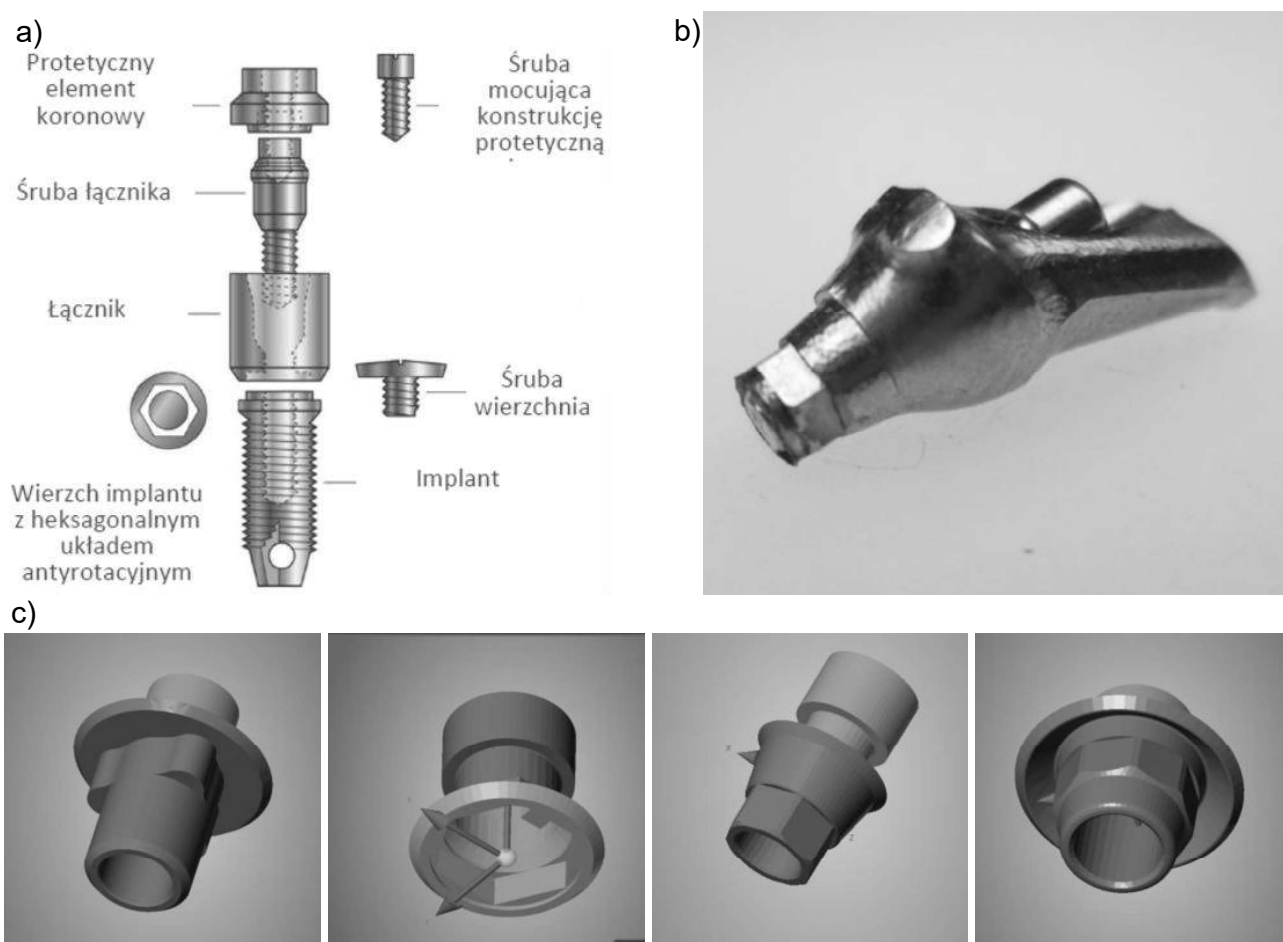 a)
Protetyczny
element
koronowy
Śruba
mocująca
konstrukcję
protetyczną
Śruba łącznika
Łącznik
Śruba
wierzchnia
Implant
Wierzch implantu
z heksagonalnym
układem
antyrotacyjnym
b)
c)